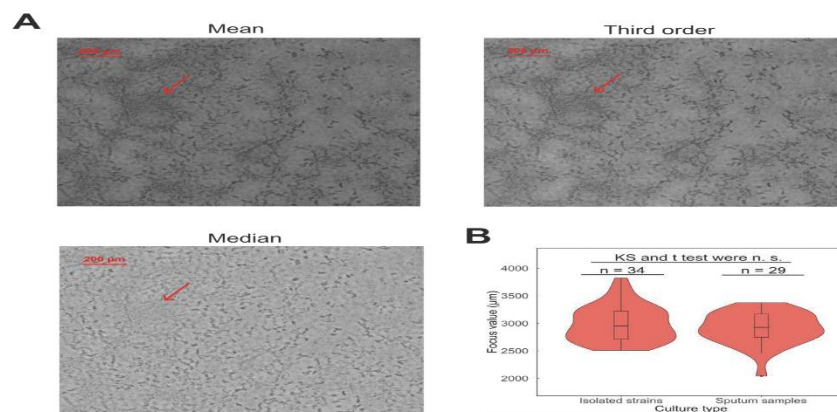 A
Mean
200 µm
Third order
200 µm
Median
200 µm
B
KS and t test were n. s.
n = 34
n = 29
Focus value (µm)
4000
3500
3000
2500
2000
Isolated strains
Sputum samples
Culture type